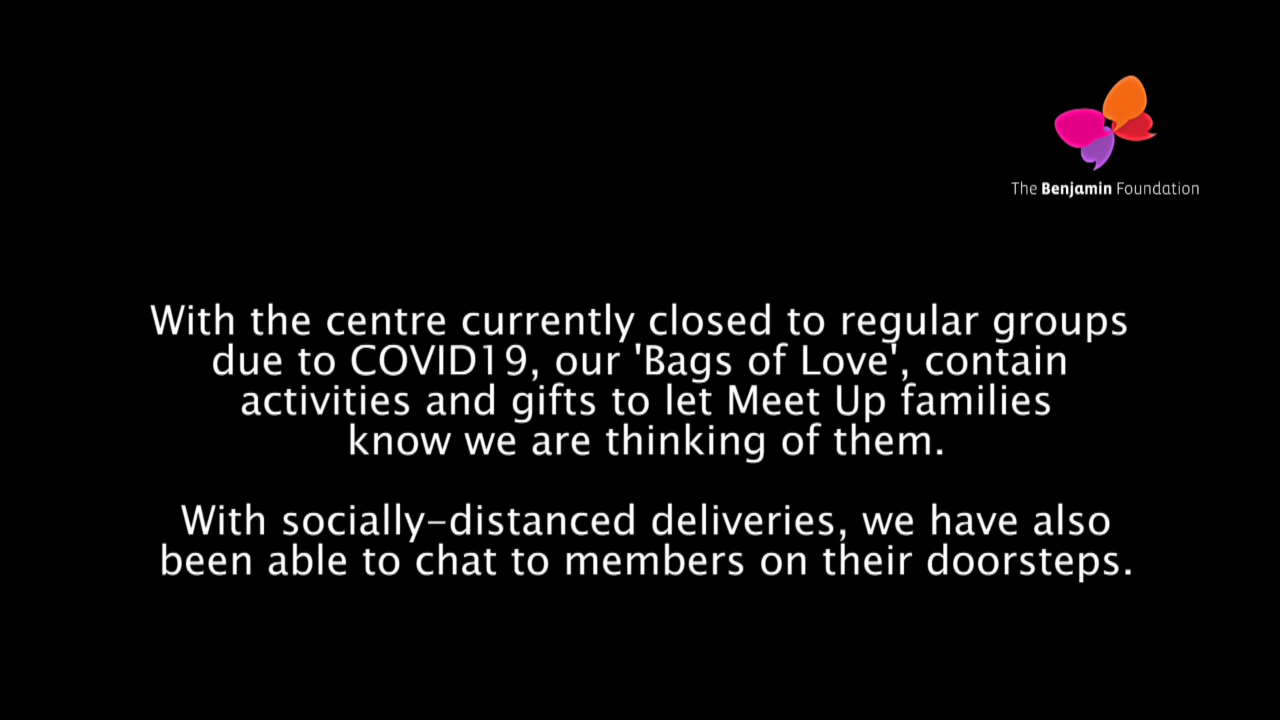 The Benjamin Foundation
With the centre currently closed to regular groups
due to COVID19, our 'Bags of Love', contain
activities and gifts to let Meet Up families
know we are thinking of them.
With socially-distanced deliveries, we have also
been able to chat to members on their doorsteps.